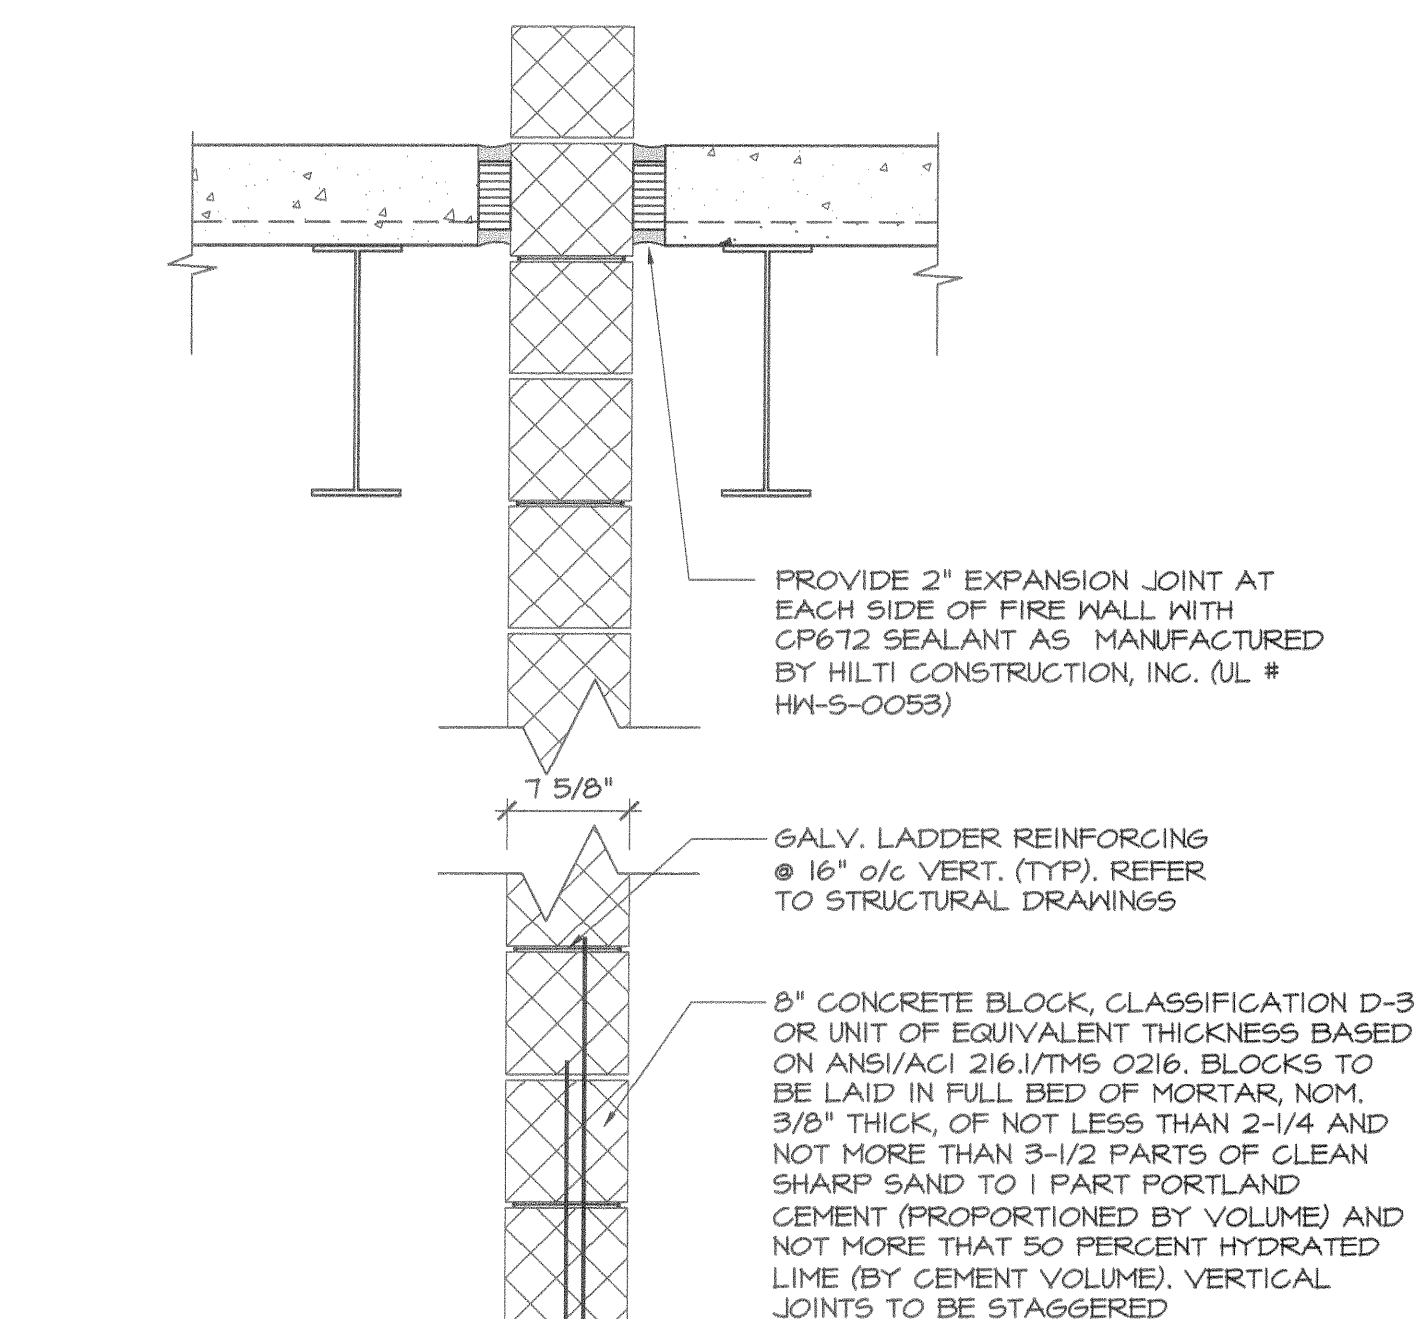 PROVIDE 2" EXPANSION JOINT AT
EACH SIDE OF FIRE WALL WITH
CP672 SEALANT AS MANUFACTURED
BY HILTI CONSTRUCTION, INC. (UL #
HW-S-0053)
7 5/8"
GALV. LADDER REINFORCING
@ 16" o/c VERT. (TYP). REFER
TO STRUCTURAL DRAWINGS
8" CONCRETE BLOCK, CLASSIFICATION D-3
OR UNIT OF EQUIVALENT THICKNESS BASED
ON ANSI/ACI 216.1/TMS 0216. BLOCKS TO
BE LAID IN FULL BED OF MORTAR, NOM.
3/8" THICK, OF NOT LESS THAN 2-1/4 AND
NOT MORE THAN 3-1/2 PARTS OF CLEAN
SHARP SAND TO 1 PART PORTLAND
CEMENT (PROPORTIONED BY VOLUME) AND
NOT MORE THAT 50 PERCENT HYDRATED
LIME (BY CEMENT VOLUME). VERTICAL
JOINTS TO BE STAGGERED